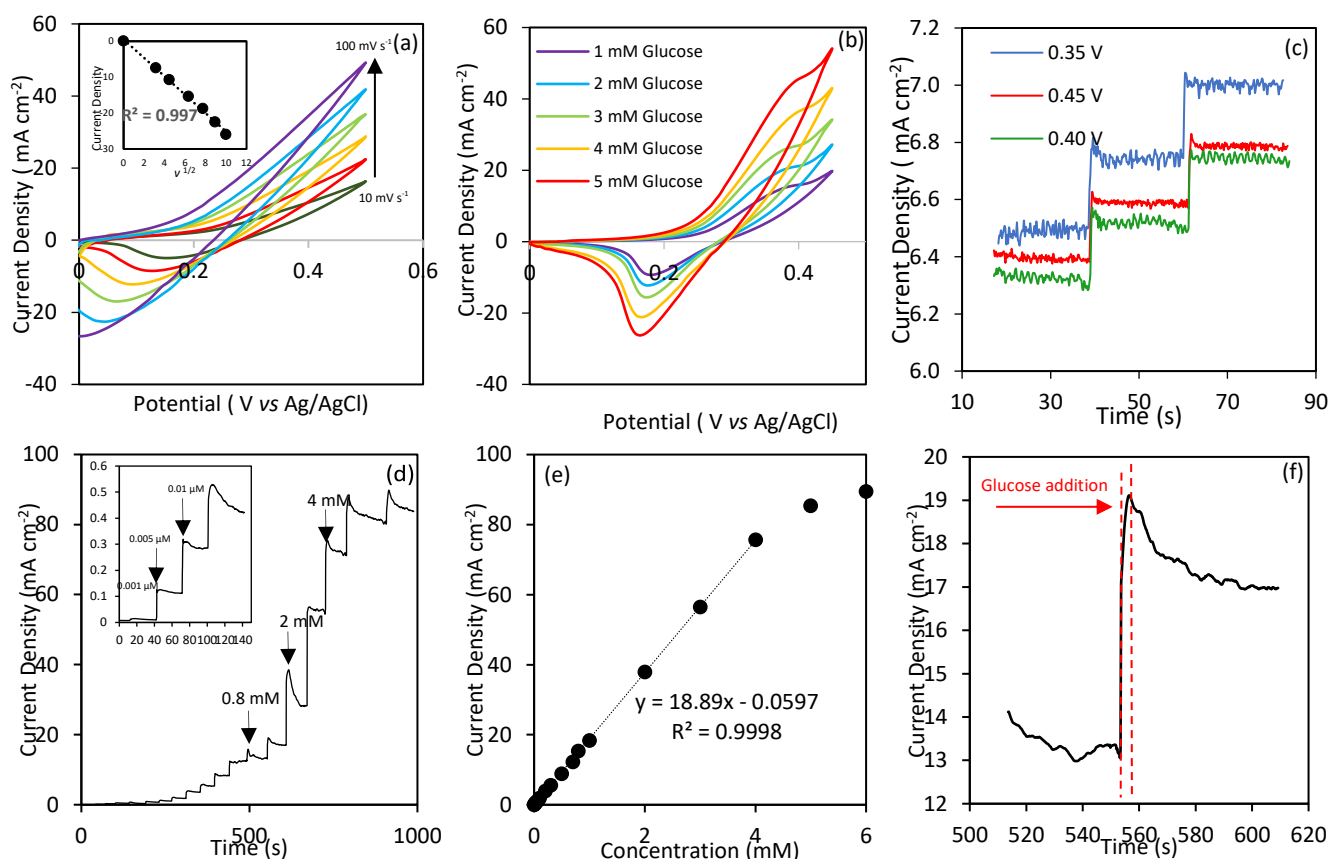 60
40
20
0
-20
-40
0
0.2
0.4
0.6
Current Density ( mA cm-2)
Potential ( V vs Ag/AgCl)
(a)
100 mV s-1
10 mV s-1
0
-10
-20
-30
0 2 4 6 8 10 12
Current Density
v 1/2
R² = 0.997
60
40
20
0
-20
-40
0
0.2
0.4
0.6
Current Density (mA cm-2)
Potential ( V vs Ag/AgCl)
(b)
1 mM Glucose
2 mM Glucose
3 mM Glucose
4 mM Glucose
5 mM Glucose
7.2
7.0
6.8
6.6
6.4
6.2
6.0
10 30 50 70 90
Current Density ( mA cm-2)
Time (s)
(c)
0.35 V
0.45 V
0.40 V
100
80
60
40
20
0
0 500 1000
Current Density (mA cm-2)
Time (s)
(d)
0.6
0.5
0.4
0.3
0.2
0.1
0
0 20 40 60 80 100 120 140
0.001 µM
0.005 µM
0.01 µM
0.8 mM
2 mM
4 mM
100
80
60
40
20
0
0 2 4 6
Current Density (mA cm-2)
Concentration (mM)
(e)
y = 18.89x - 0.0597
R² = 0.9998
20
19
18
17
16
15
14
13
12
500 520 540 560 580 600 620
Current Density (mA cm-2)
Time (s)
(f)
Glucose addition